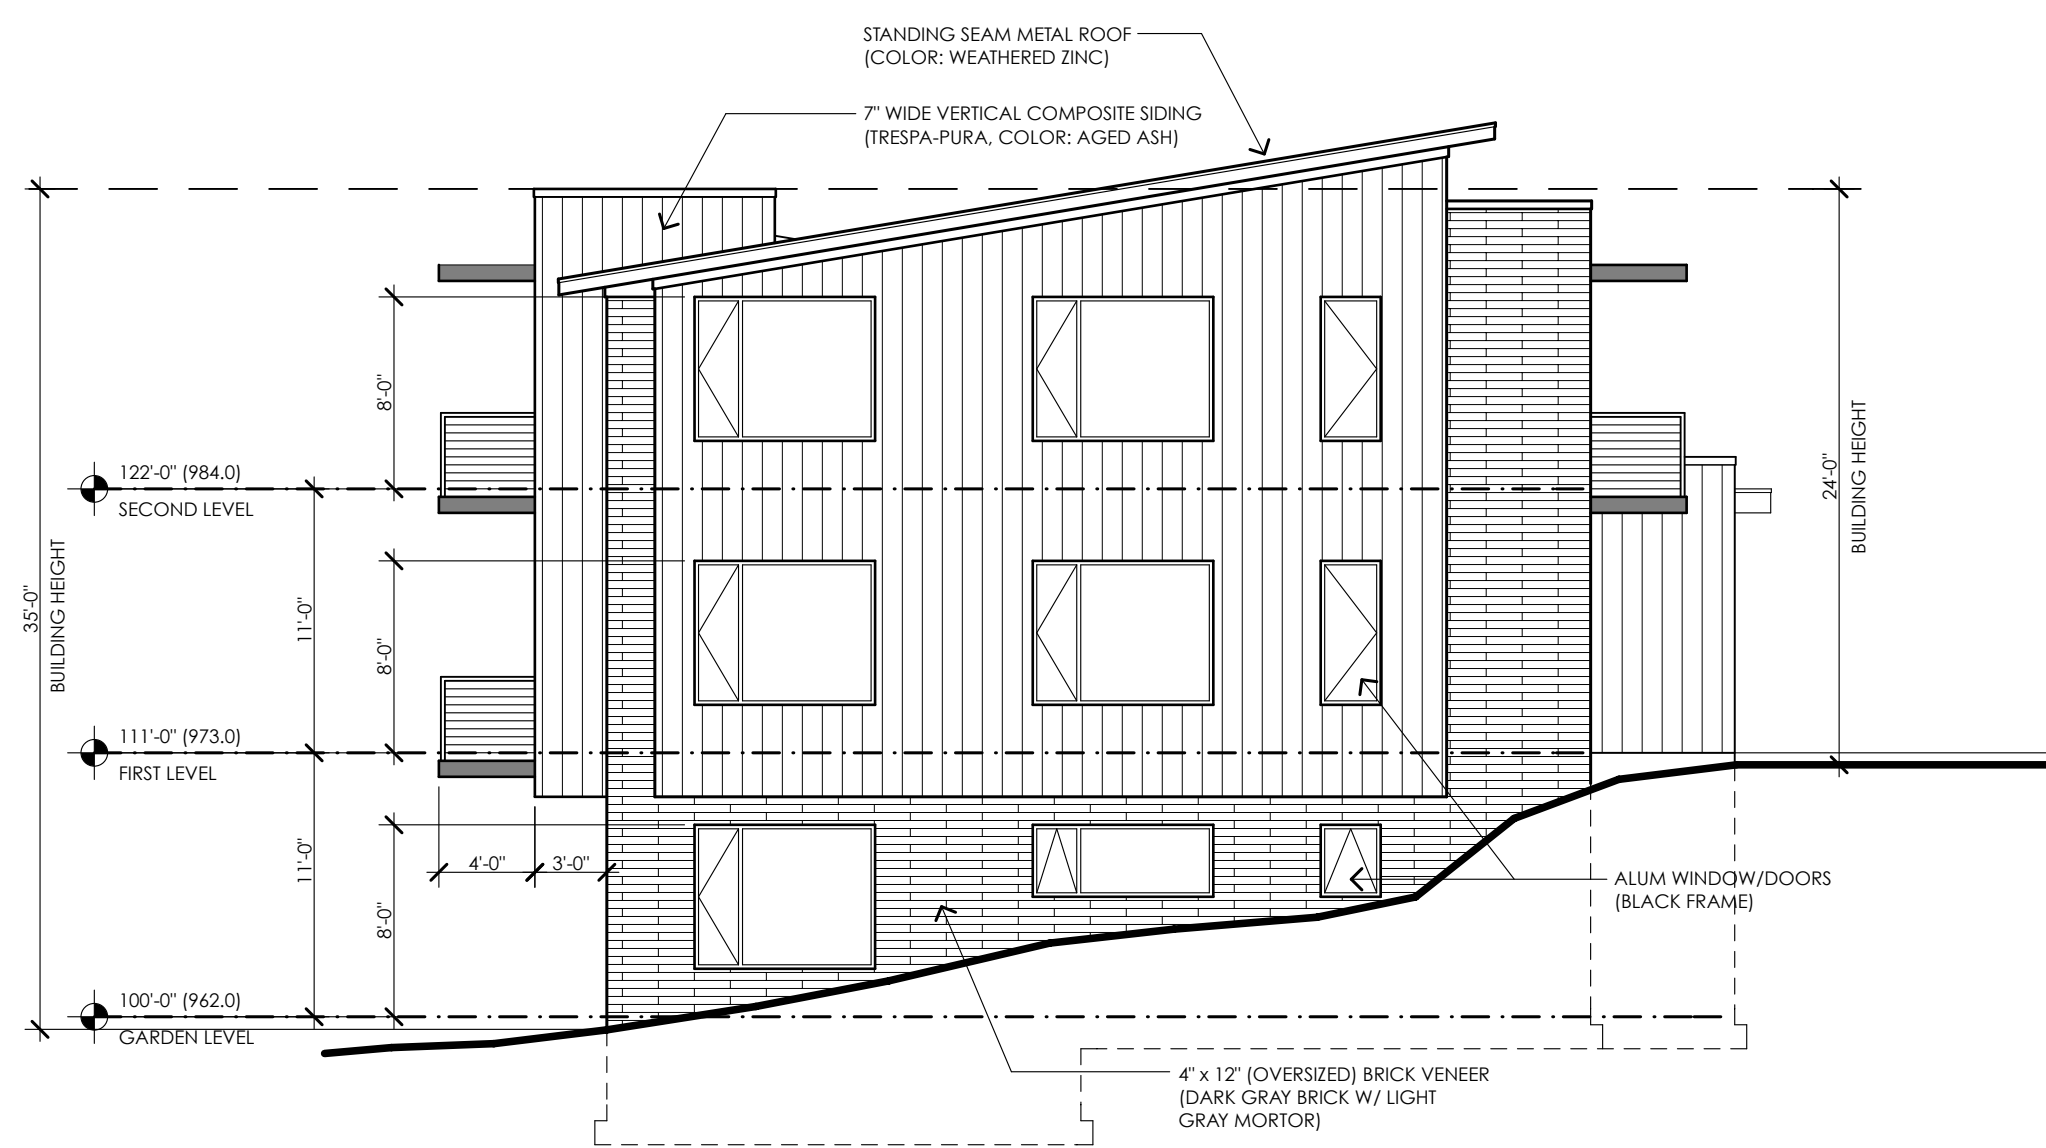 STANDING SEAM METAL ROOF
(COLOR: WEATHERED ZINC)
7" WIDE VERTICAL COMPOSITE SIDING
(TRESPA-PURA, COLOR: AGED ASH)
35'-0"
BUILDING HEIGHT
24'-0"
BUILDING HEIGHT
8'-0"
122'-0" (984.0)
SECOND LEVEL
11'-0"
8'-0"
111'-0" (973.0)
FIRST LEVEL
11'-0"
8'-0"
4'-0"
3'-0"
100'-0" (962.0)
GARDEN LEVEL
ALUM WINDOW/DOORS
(BLACK FRAME)
4" x 12" (OVERSIZED) BRICK VENEER
(DARK GRAY BRICK W/ LIGHT
GRAY MORTOR)